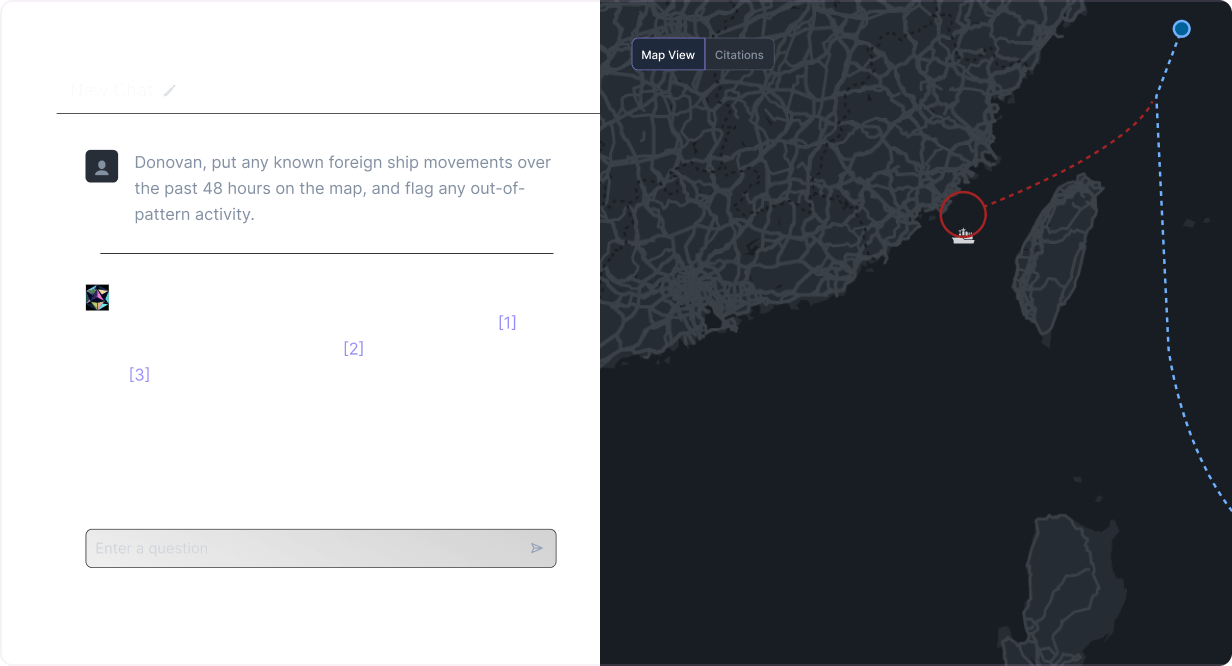 New Chat
Map View
Citations
Donovan, put any known foreign ship movements over
the past 48 hours on the map, and flag any out-of-
pattern activity.
[1]
[2]
[3]
Enter a question